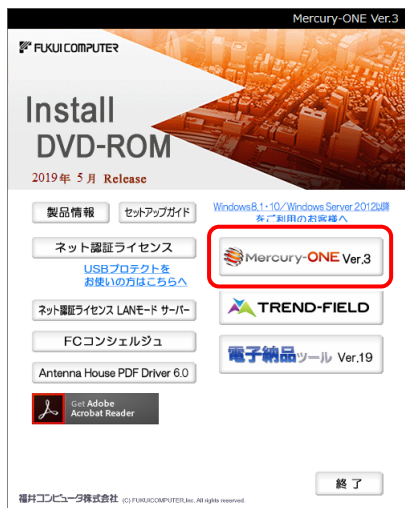 Mercury-ONE Ver.3
FUKUI COMPUTER
Install
DVD-ROM
2019年 5月 Release
製品情報
セットアップガイド
Windows8.1・10／Windows Server 2012以降
をご利用のお客様へ
ネット認証ライセンス
USBプロテクトを
お使いの方はこちらへ
Mercury-ONE Ver.3
ネット認証ライセンス LANモード サーバー
TREND-FIELD
FCコンシェルジュ
電子納品ツール Ver.19
Antenna House PDF Driver 6.0
Get Adobe
Acrobat Reader
終了
福井コンピュータ株式会社 (C) FUKUICOMPUTER,Inc. All rights reserved.